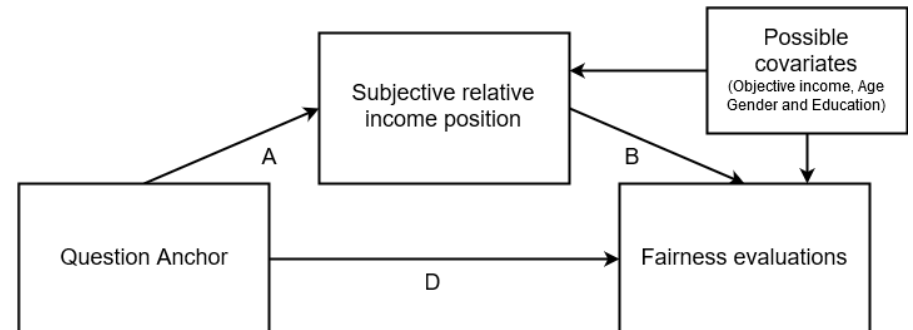 Possible
covariates
(Objective income, Age
Gender and Education)
Subjective relative
income position
A
B
Question Anchor
Fairness evaluations
D